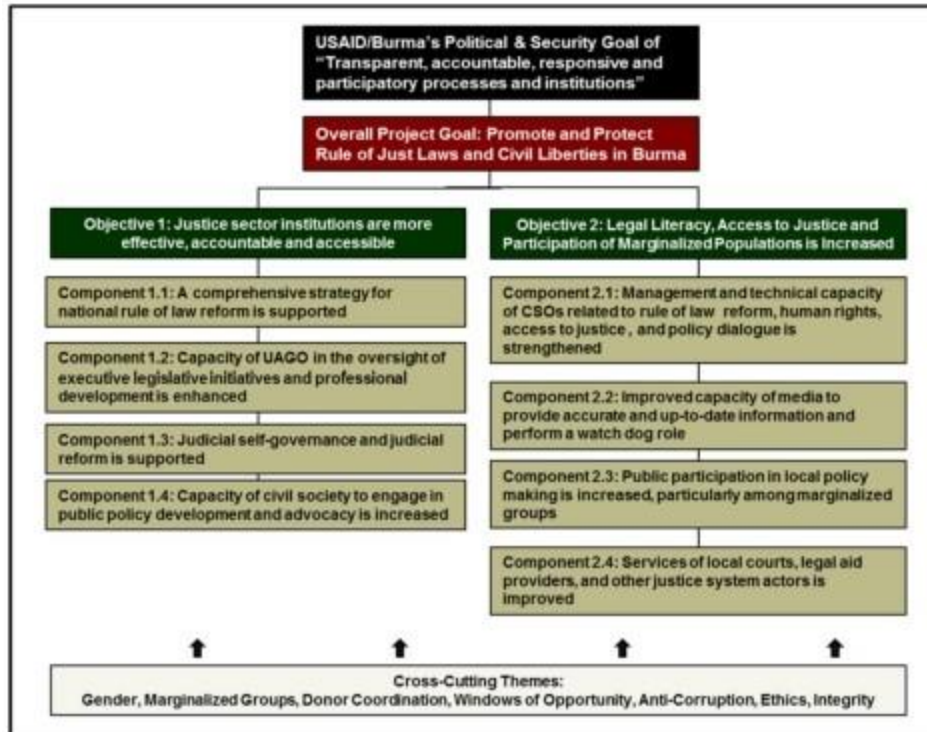 USAID/Burma's Political & Security Goal of
"Transparent, accountable, responsive and
participatory processes and institutions"
Overall Project Goal: Promote and Protect
Rule of Just Laws and Civil Liberties in Burma
Objective 1: Justice sector institutions are more
effective, accountable and accessible
Component 1.1: A comprehensive strategy for
national rule of law reform is supported
Component 1.2: Capacity of UAGO in the oversight of
executive legislative initiatives and professional
development is enhanced
Component 1.3: Judicial self-governance and judicial
reform is supported
Component 1.4: Capacity of civil society to engage in
public policy development and advocacy is increased
Objective 2: Legal Literacy, Access to Justice and
Participation of Marginalized Populations is Increased
Component 2.1: Management and technical capacity
of CSOs related to rule of law reform, human rights,
access to justice , and policy dialogue is
strengthened
Component 2.2: Improved capacity of media to
provide accurate and up-to-date information and
perform a watch dog role
Component 2.3: Public participation in local policy
making is increased, particularly among marginalized
groups
Component 2.4: Services of local courts, legal aid
providers, and other justice system actors is
improved
Cross-Cutting Themes:
Gender, Marginalized Groups, Donor Coordination, Windows of Opportunity, Anti-Corruption, Ethics, Integrity